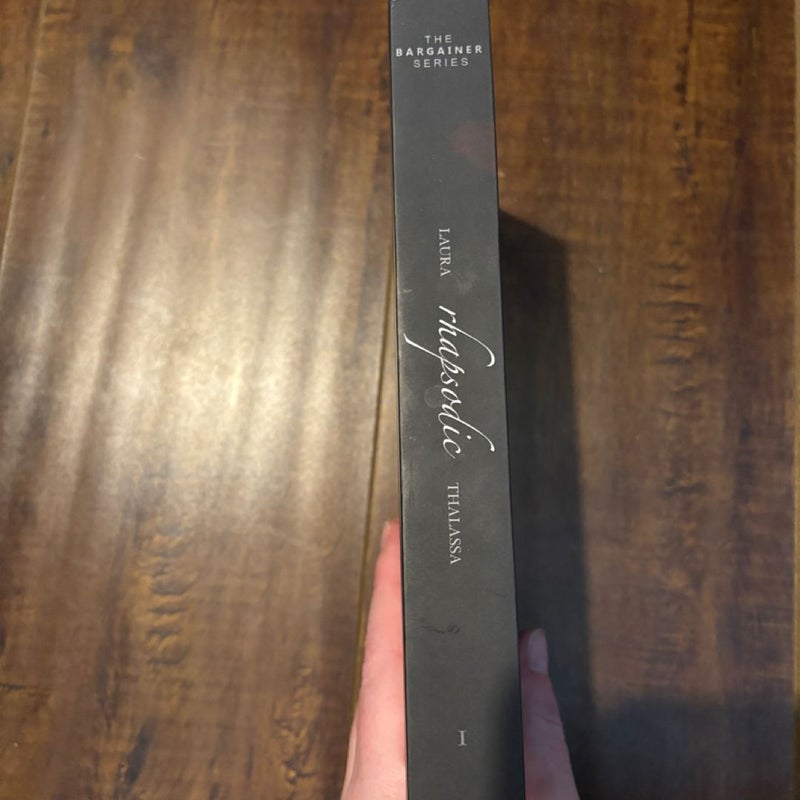 THE
BARGAINER
SERIES
LAURA rhapsodic THALASSA
I